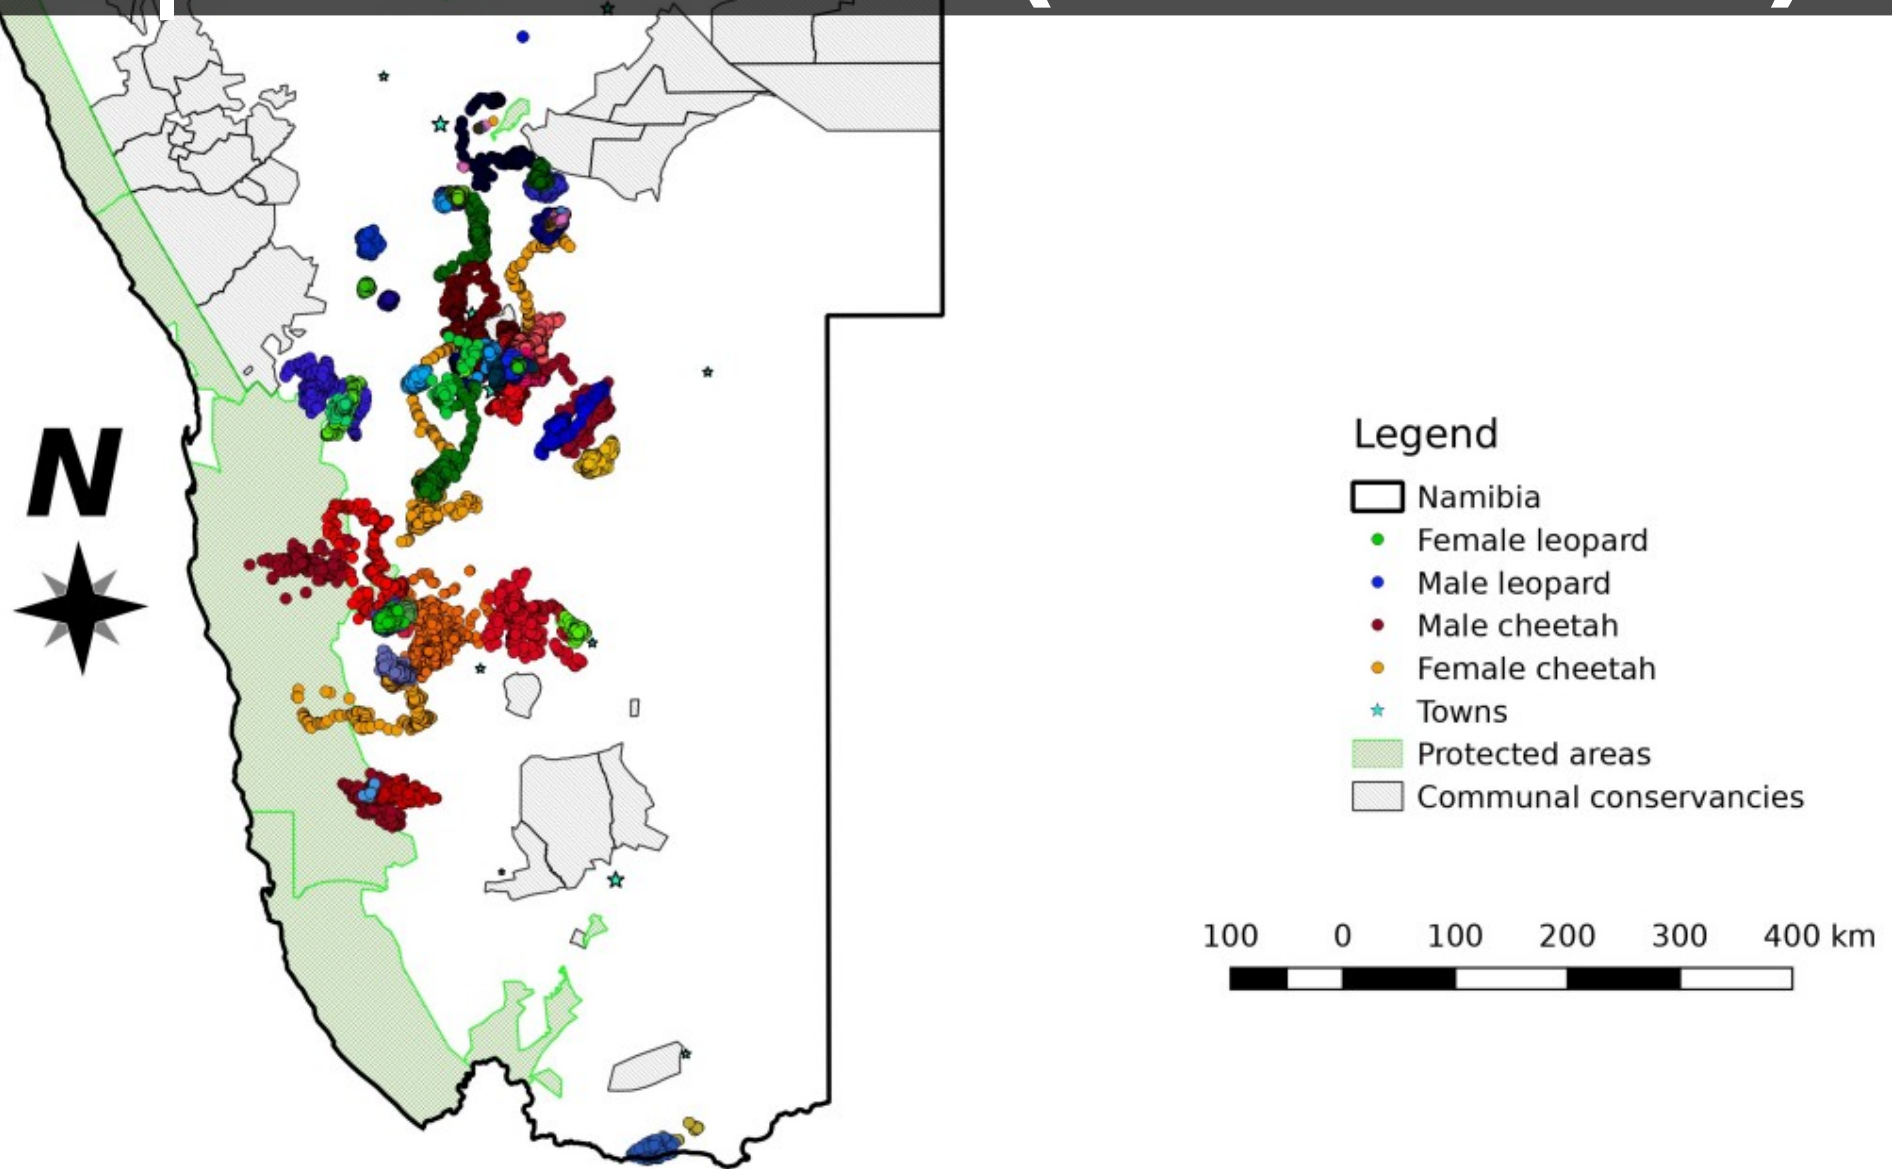 N
Legend
Namibia
Female leopard
Male leopard
Male cheetah
Female cheetah
Towns
Protected areas
Communal conservancies
100 0 100 200 300 400 km